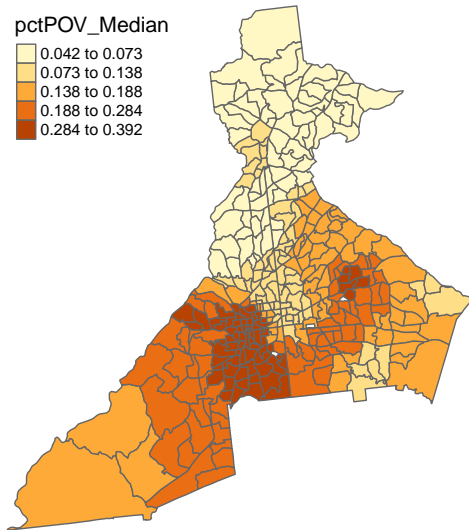 pctPOV_Median
0.042 to 0.073
0.073 to 0.138
0.138 to 0.188
0.188 to 0.284
0.284 to 0.392